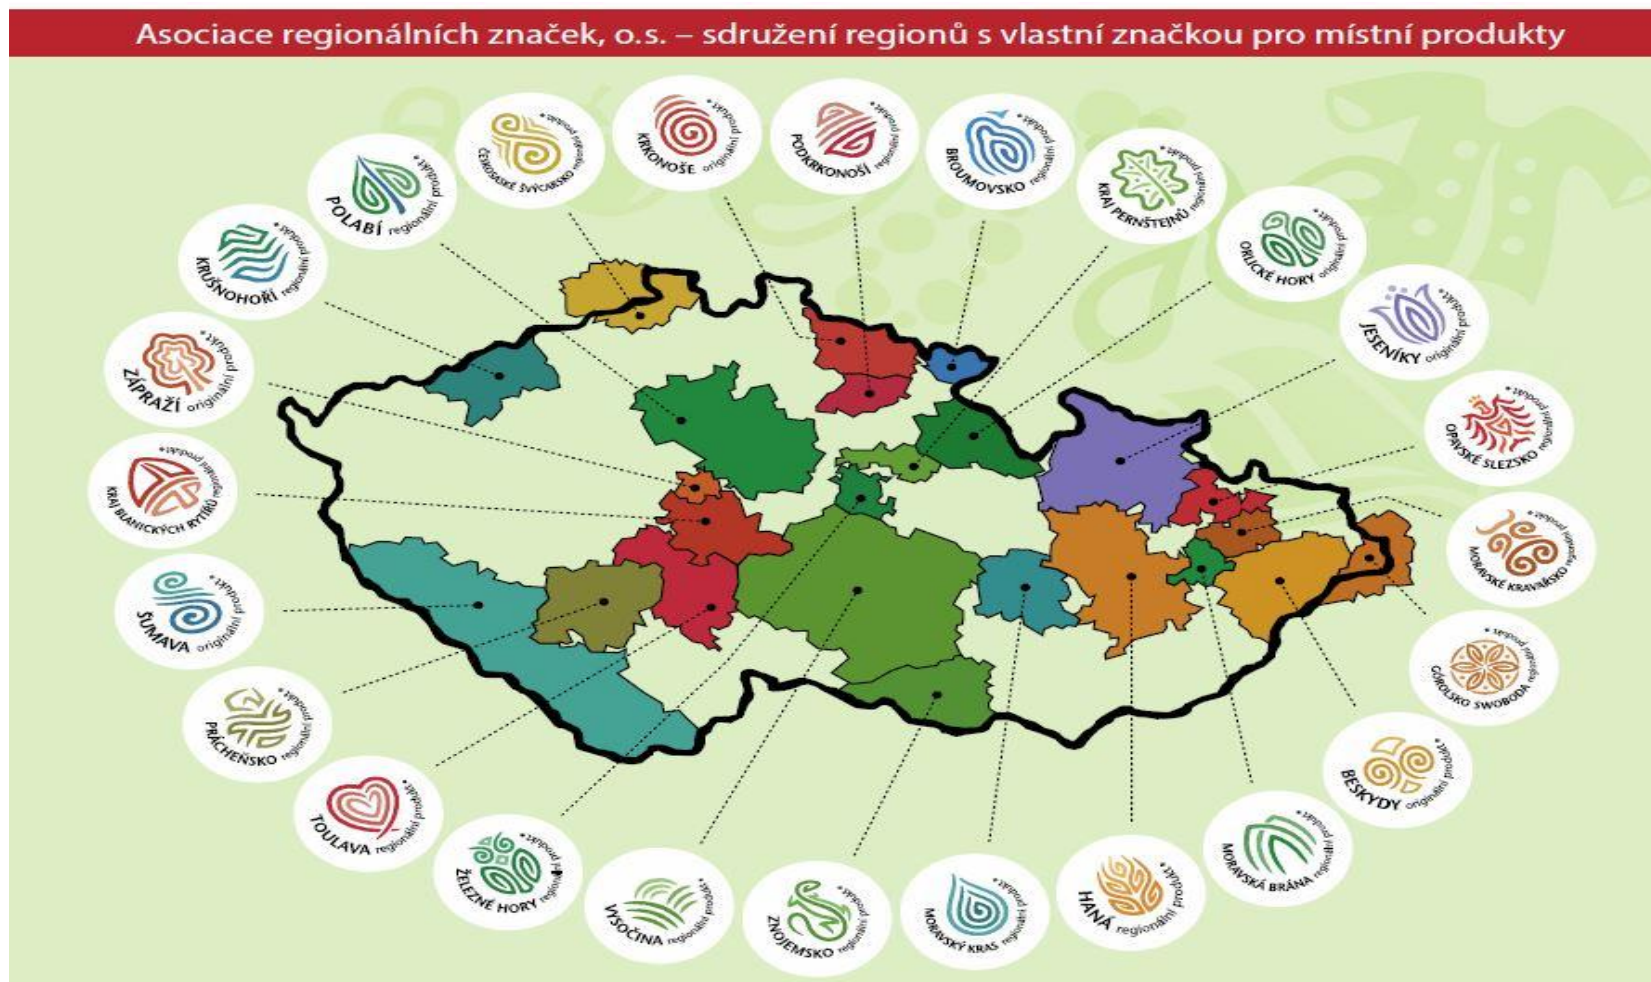 Asociace regionálních značek, o.s. – sdružení regionů s vlastní značkou pro místní produkty
KRKONOŠE originální produkt
PODKRKONOŠÍ regionální produkt
BROUMOVSKO regionální produkt
KRAJ PERNŠTEJNŮ regionální produkt
ORLICKÉ HORY originální produkt
JESENÍKY originální produkt
OPAVSKÉ SLEZSKO regionální produkt
MORAVSKÉ KRAVAŘSKO regionální produkt
GÓROLSKO SWOBODA regionální produkt
BESKYDY originální produkt
MORAVSKÁ BRÁNA regionální produkt
HANÁ regionální produkt
MORAVSKÝ KRAS regionální produkt
ZNOJEMSKO regionální produkt
VYSOČINA regionální produkt
ŽELEZNÉ HORY regionální produkt
TOULAVA regionální produkt
PRÁCHEŇSKO regionální produkt
ŠUMAVA originální produkt
KRAJ BLANICKÝCH RYTÍŘŮ regionální produkt
ZÁPRAŽÍ originální produkt
KRUŠNOHOŘÍ regionální produkt
POLABÍ regionální produkt
ČESKOSASKÉ ŠVÝCARSKO regionální produkt